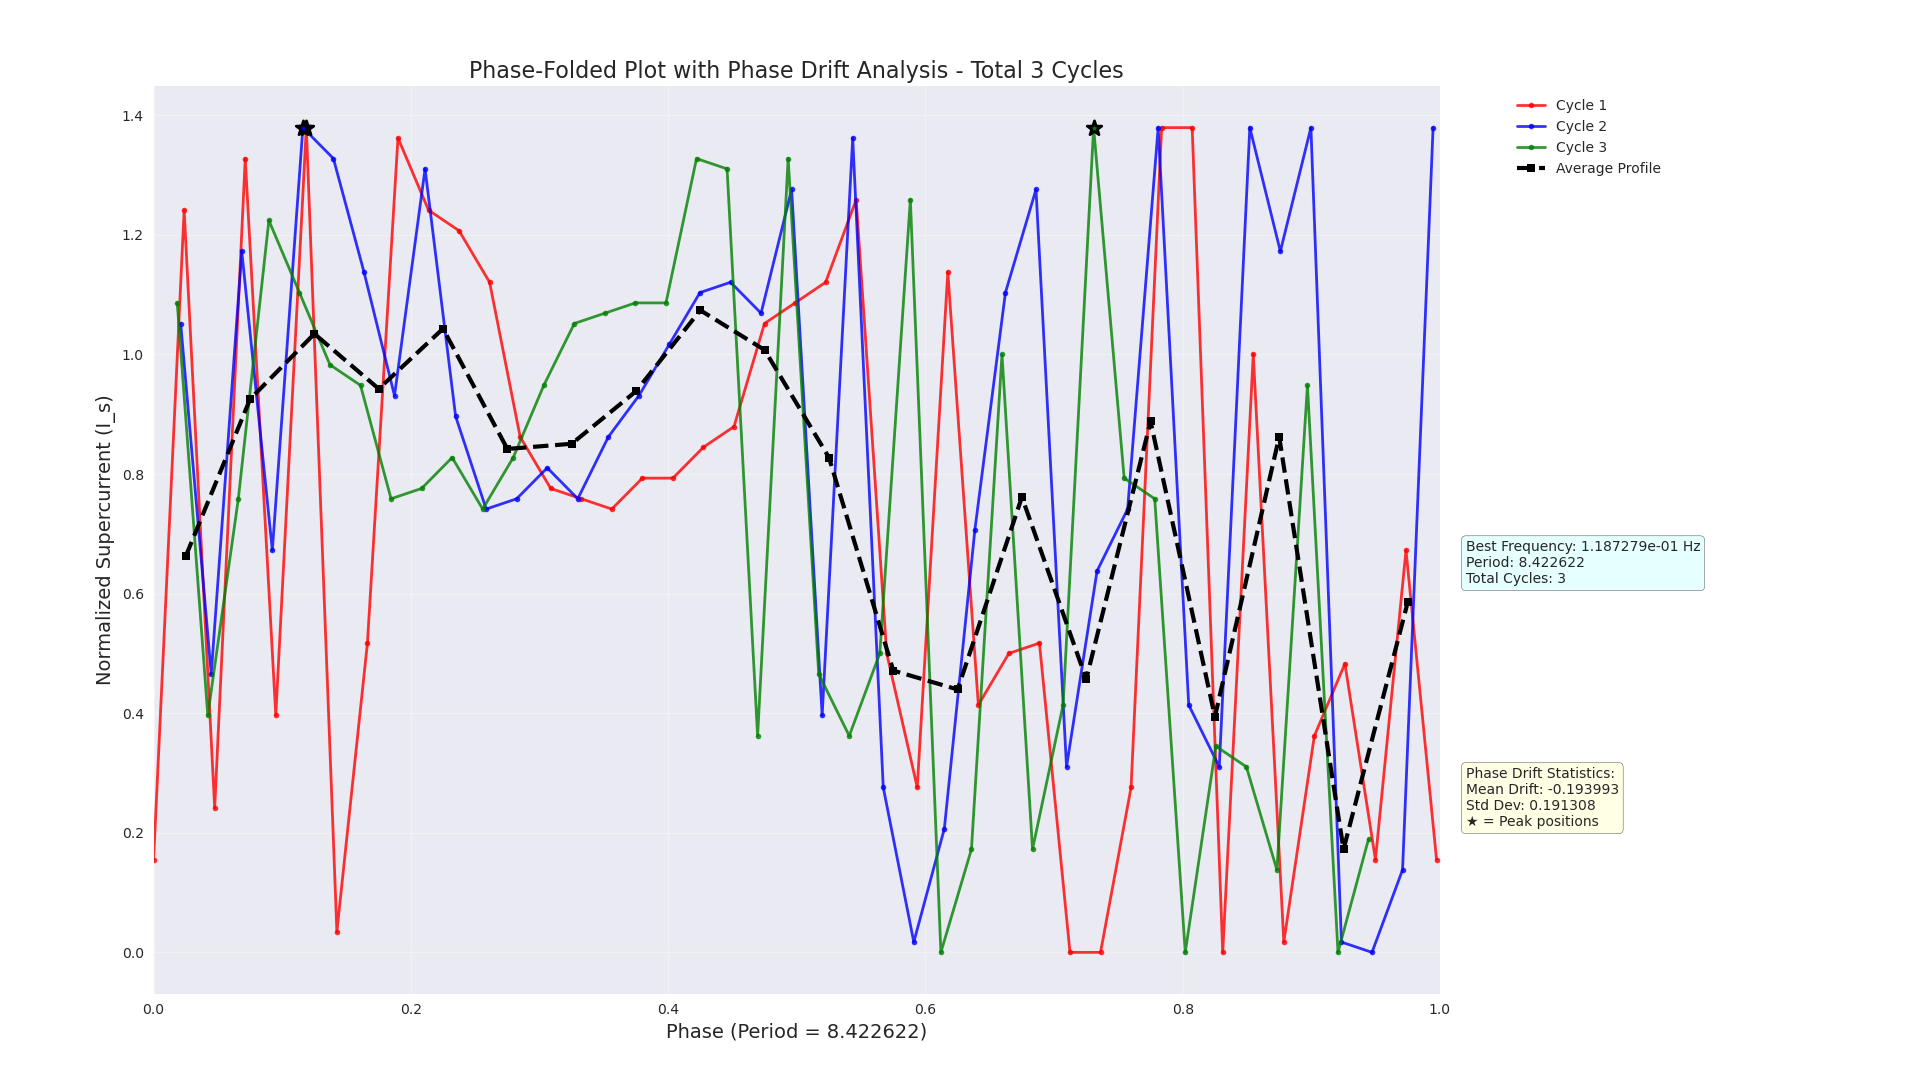 Phase-Folded Plot with Phase Drift Analysis - Total 3 Cycles
Normalized Supercurrent (I_s)
1.4
1.2
1.0
0.8
0.6
0.4
0.2
0.0
0.0
0.2
0.4
0.6
0.8
1.0
Phase (Period = 8.422622)
Cycle 1
Cycle 2
Cycle 3
Average Profile
Best Frequency: 1.187279e-01 Hz
Period: 8.422622
Total Cycles: 3
Phase Drift Statistics:
Mean Drift: -0.193993
Std Dev: 0.191308
★ = Peak positions